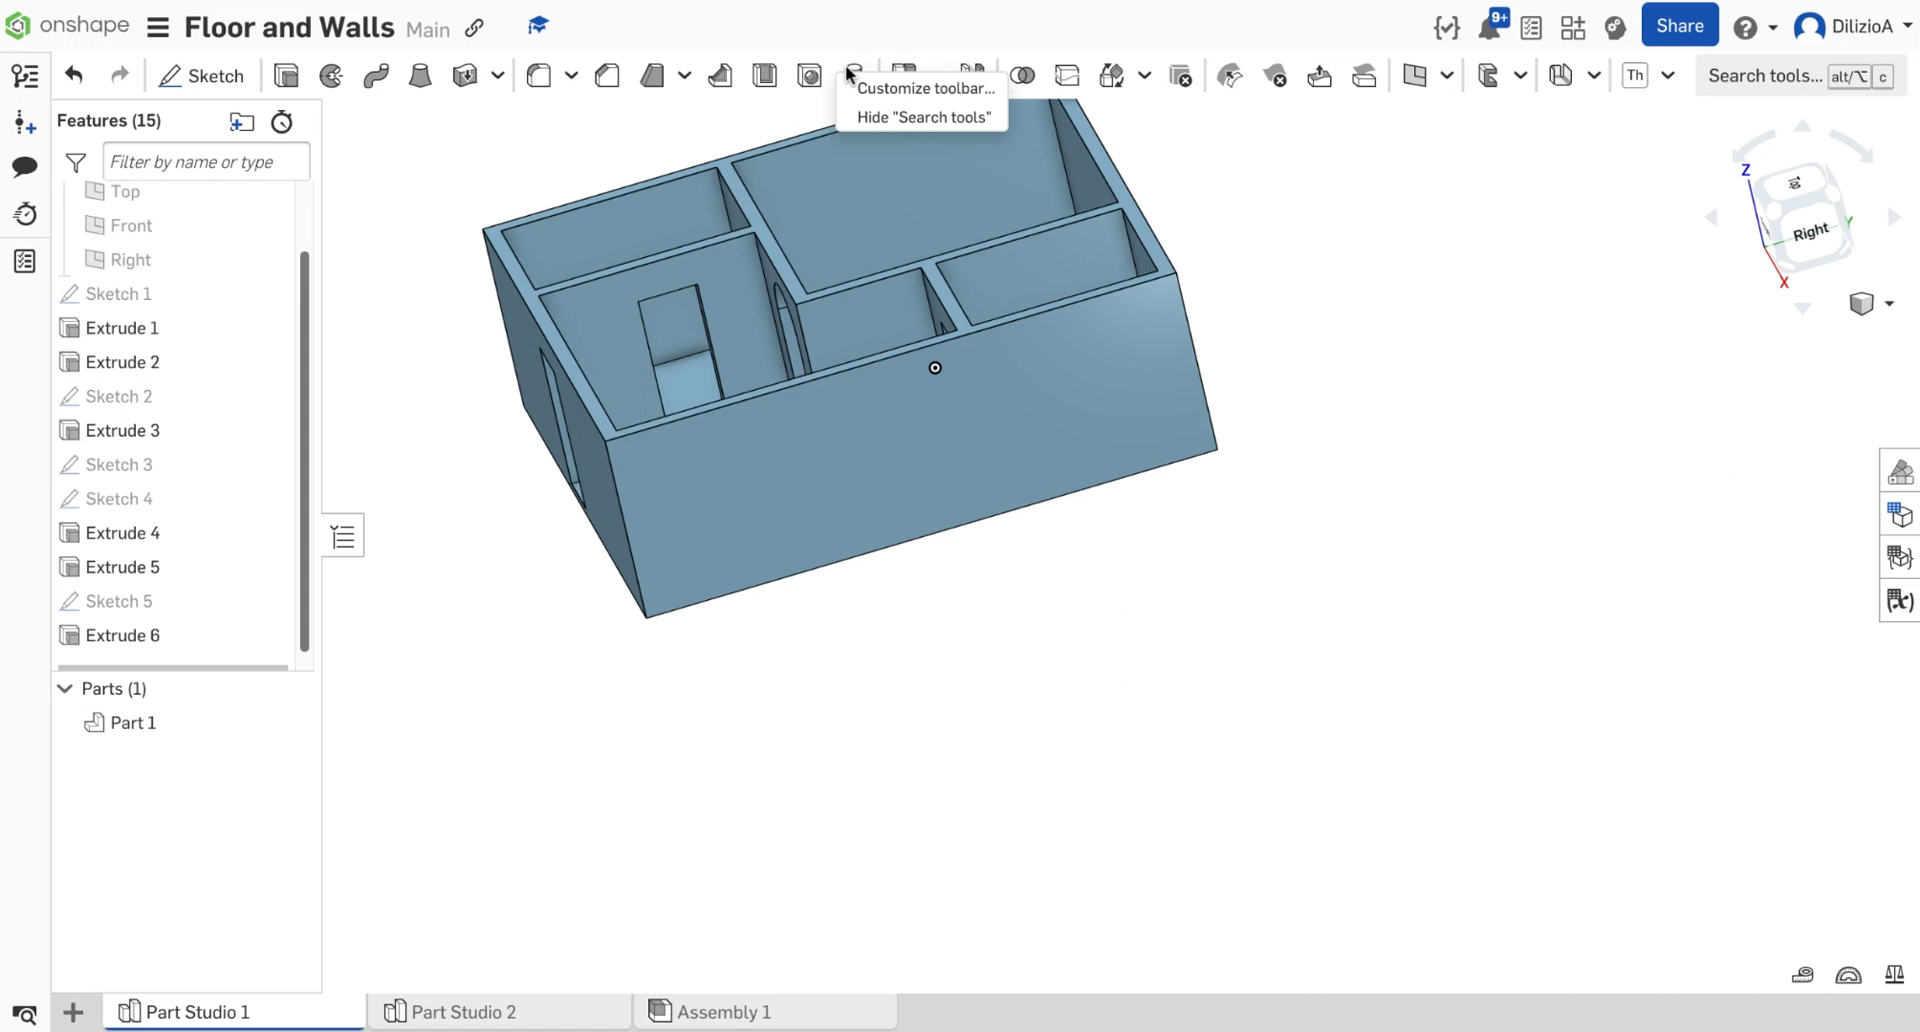 onshape
Floor and Walls
Main
9+
Share
DilizioA
Sketch
Th
Search tools...
alt/⌥
c
Customize toolbar...
Hide "Search tools"
Features (15)
Filter by name or type
Top
Front
Right
Sketch 1
Extrude 1
Extrude 2
Sketch 2
Extrude 3
Sketch 3
Sketch 4
Extrude 4
Extrude 5
Sketch 5
Extrude 6
Parts (1)
Part 1
Z
Right
Y
X
(x)
Part Studio 1
Part Studio 2
Assembly 1